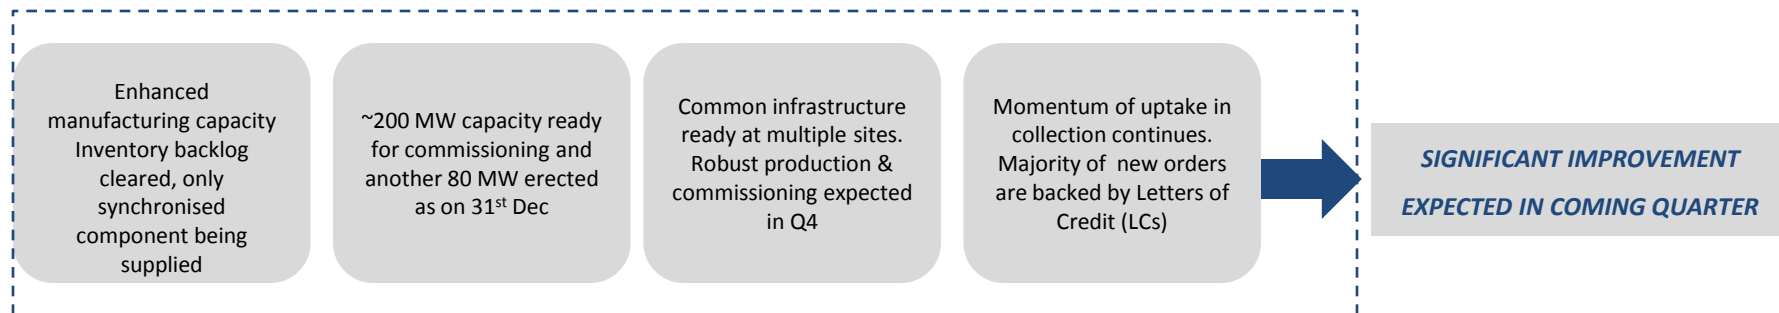 Enhanced
manufacturing capacity
Inventory backlog
cleared, only
synchronised
component being
supplied
~200 MW capacity ready
for commissioning and
another 80 MW erected
as on 31st Dec
Common infrastructure
ready at multiple sites.
Robust production &
commissioning expected
in Q4
Momentum of uptake in
collection continues.
Majority of new orders
are backed by Letters of
Credit (LCs)
SIGNIFICANT IMPROVEMENT
EXPECTED IN COMING QUARTER